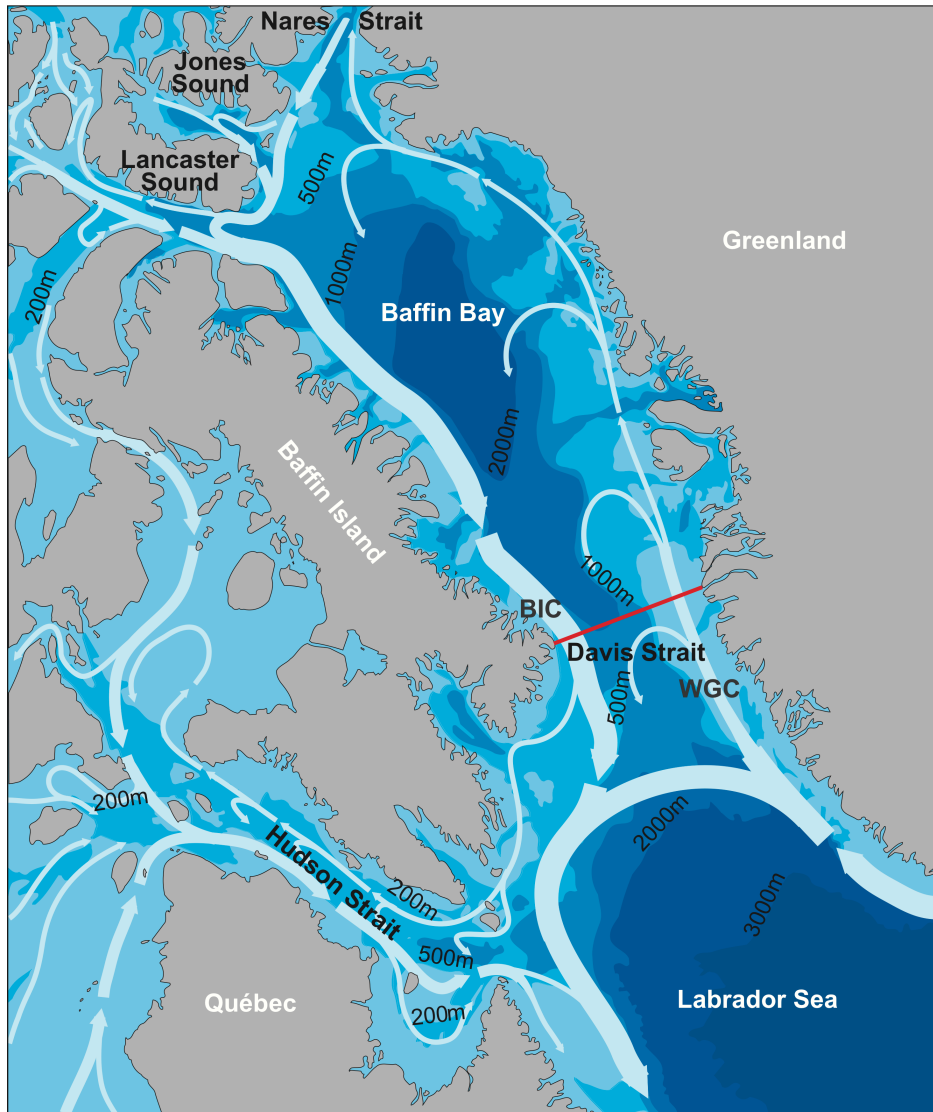 Nares Strait
Jones
Sound
Lancaster
Sound
500m
Greenland
200m
1000m
Baffin Bay
2000m
Baffin Island
1000m
BIC
Davis Strait
WGC
500m
200m
2000m
Hudson Strait
200m
3000m
500m
Québec
200m
Labrador Sea